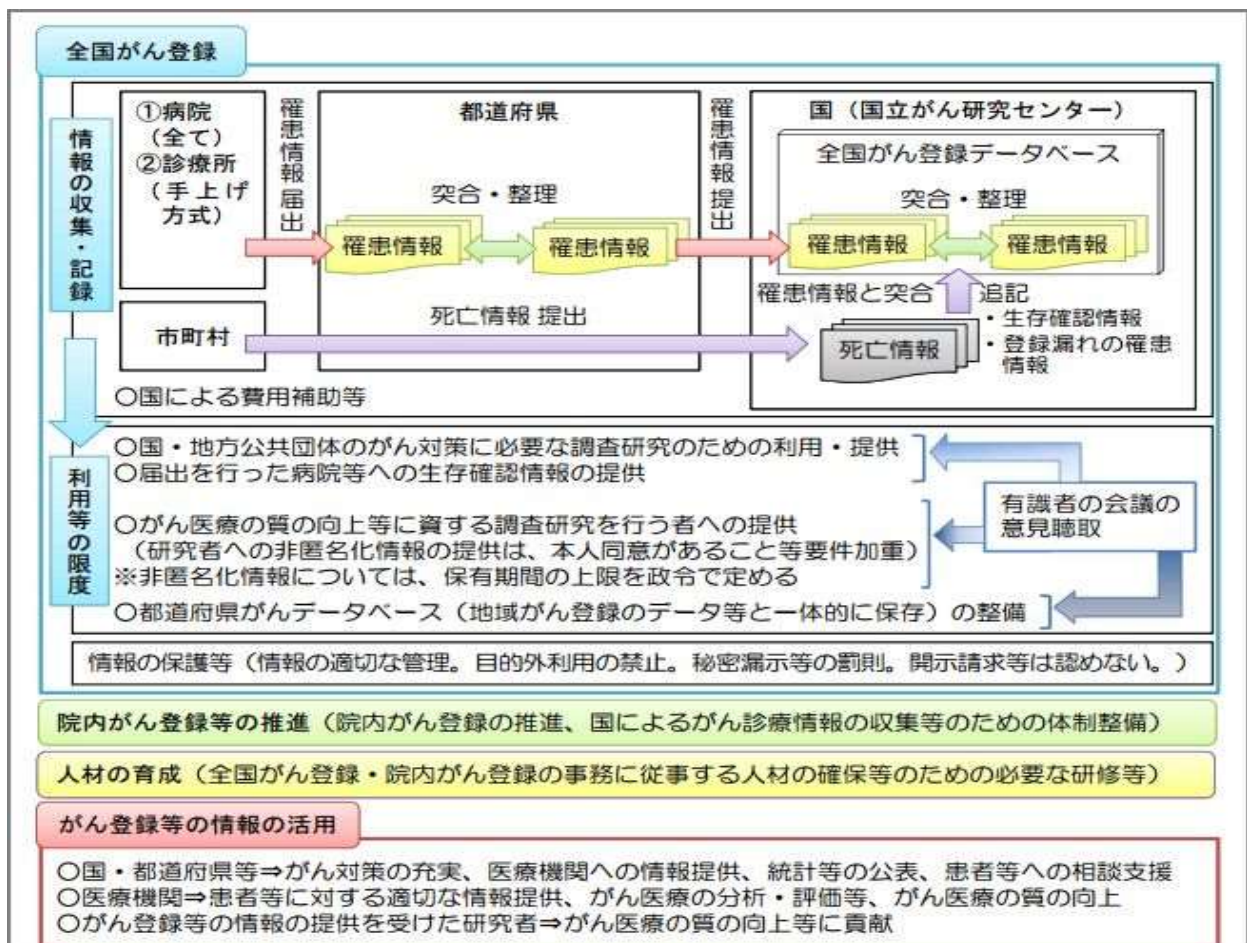 全国がん登録
情報の収集・記録
①病院
(全て)
②診療所
(手上げ
方式)
罹患情報 届出
都道府県
突合・整理
罹患情報
罹患情報
罹患情報 提出
国(国立がん研究センター)
全国がん登録データベース
突合・整理
罹患情報
罹患情報
罹患情報と突合
追記
市町村
死亡情報 提出
死亡情報
・生存確認情報
・登録漏れの罹患
情報
○国による費用補助等
利用等の限度
○国・地方公共団体のがん対策に必要な調査研究のための利用・提供
○届出を行った病院等への生存確認情報の提供
○がん医療の質の向上等に資する調査研究を行う者への提供
(研究者への非匿名化情報の提供は、本人同意があること等要件加重)
※非匿名化情報については、保有期間の上限を政令で定める
○都道府県がんデータベース(地域がん登録のデータ等と一体的に保存)の整備
有識者の会議の
意見聴取
情報の保護等(情報の適切な管理。目的外利用の禁止。秘密漏示等の罰則。開示請求等は認めない。)
院内がん登録等の推進(院内がん登録の推進、国によるがん診療情報の収集等のための体制整備)
人材の育成(全国がん登録・院内がん登録の事務に従事する人材の確保等のための必要な研修等)
がん登録等の情報の活用
○国・都道府県等⇒がん対策の充実、医療機関への情報提供、統計等の公表、患者等への相談支援
○医療機関⇒患者等に対する適切な情報提供、がん医療の分析・評価等、がん医療の質の向上
○がん登録等の情報の提供を受けた研究者⇒がん医療の質の向上等に貢献